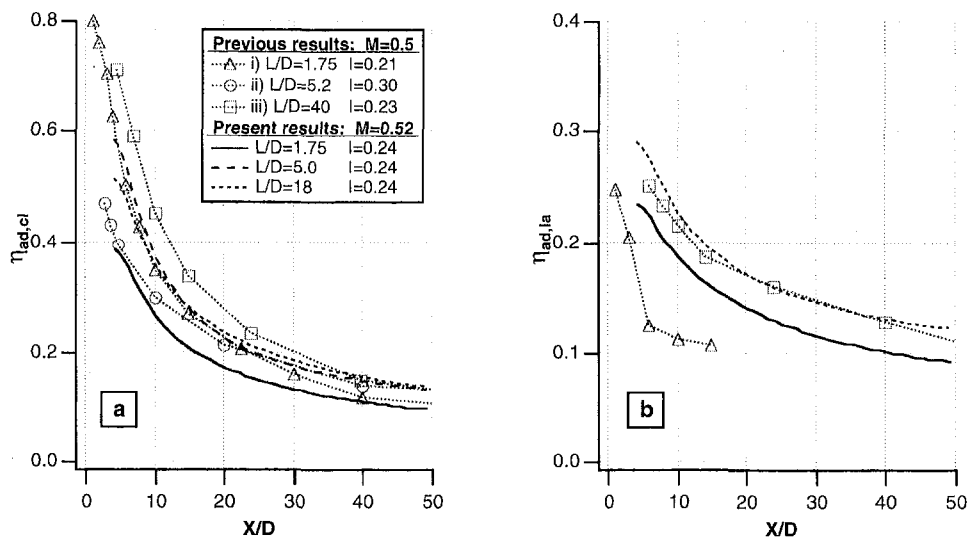 0.8
0.6
0.4
0.2
0.0
ηad,cl
Previous results: M=0.5
i) L/D=1.75 I=0.21
ii) L/D=5.2 I=0.30
iii) L/D=40 I=0.23
Present results: M=0.52
L/D=1.75 I=0.24
L/D=5.0 I=0.24
L/D=18 I=0.24
a
0 10 20 30 40 50
X/D
0.4
0.3
0.2
0.1
0.0
ηad,la
b
0 10 20 30 40 50
X/D